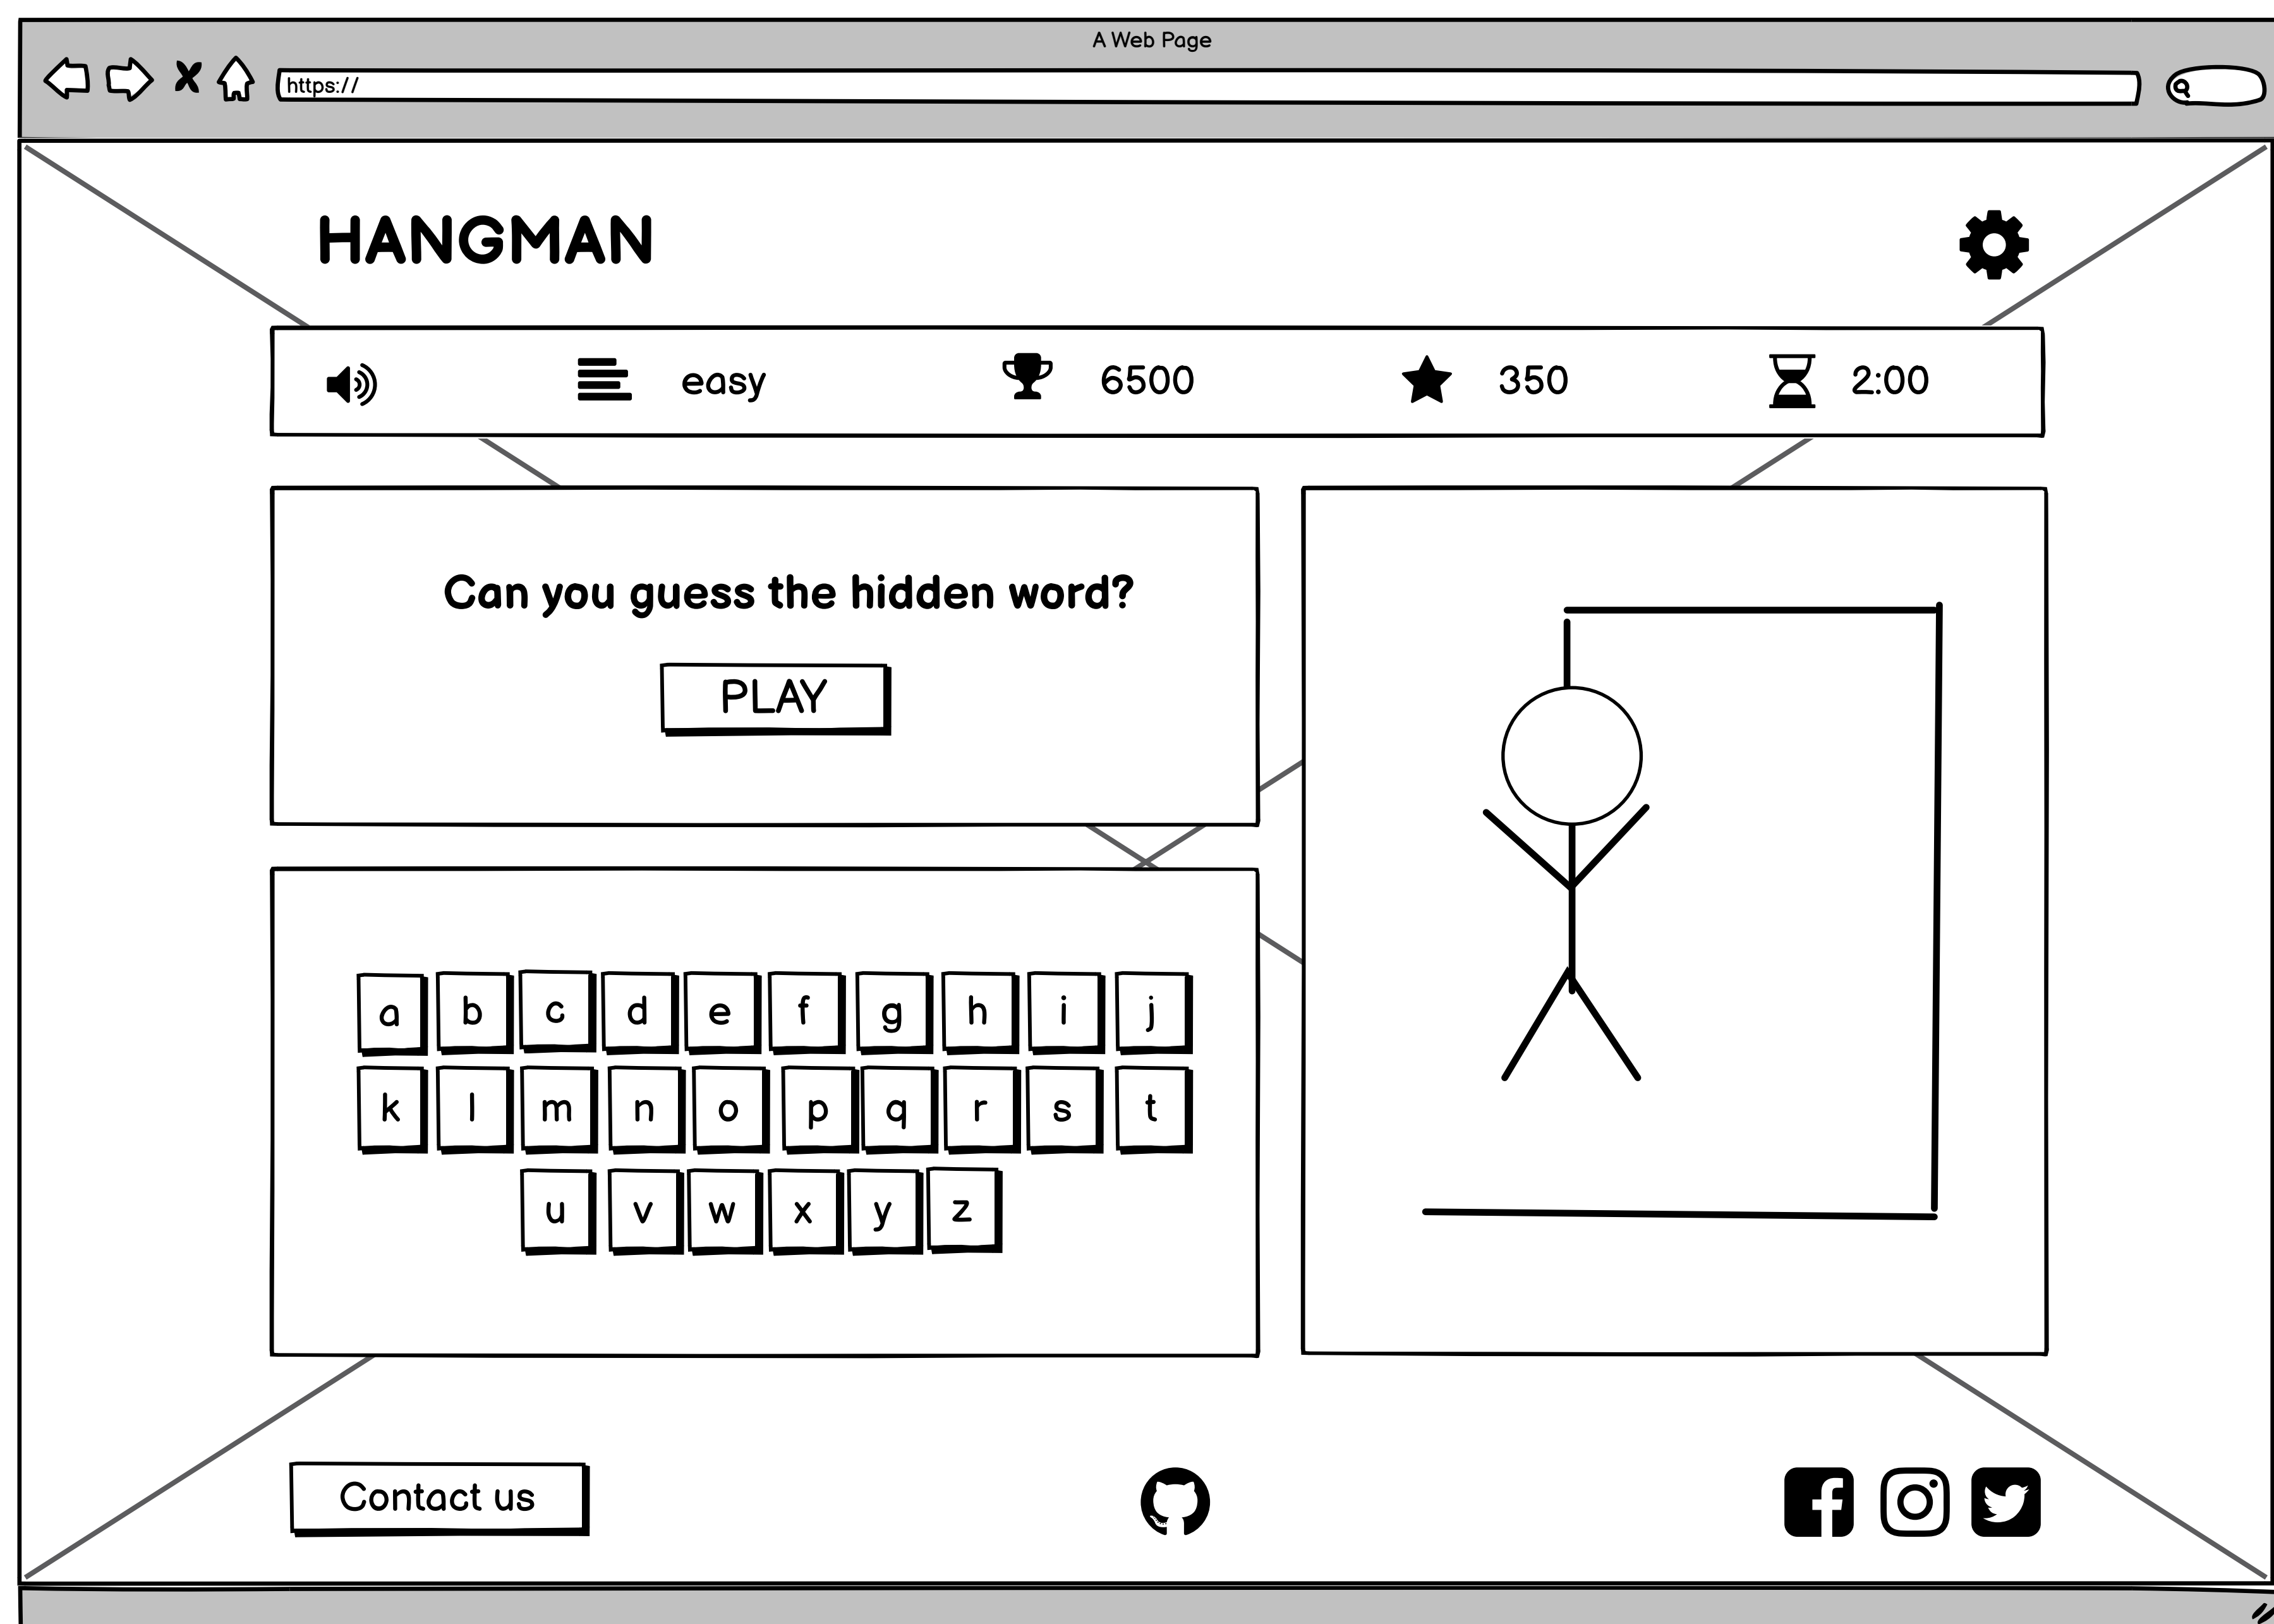 A Web Page
https://
HANGMAN
easy 6500 350 2:00
Can you guess the hidden word?
PLAY
a b c d e f g h i j
k l m n o p q r s t
u v w x y z
Contact us